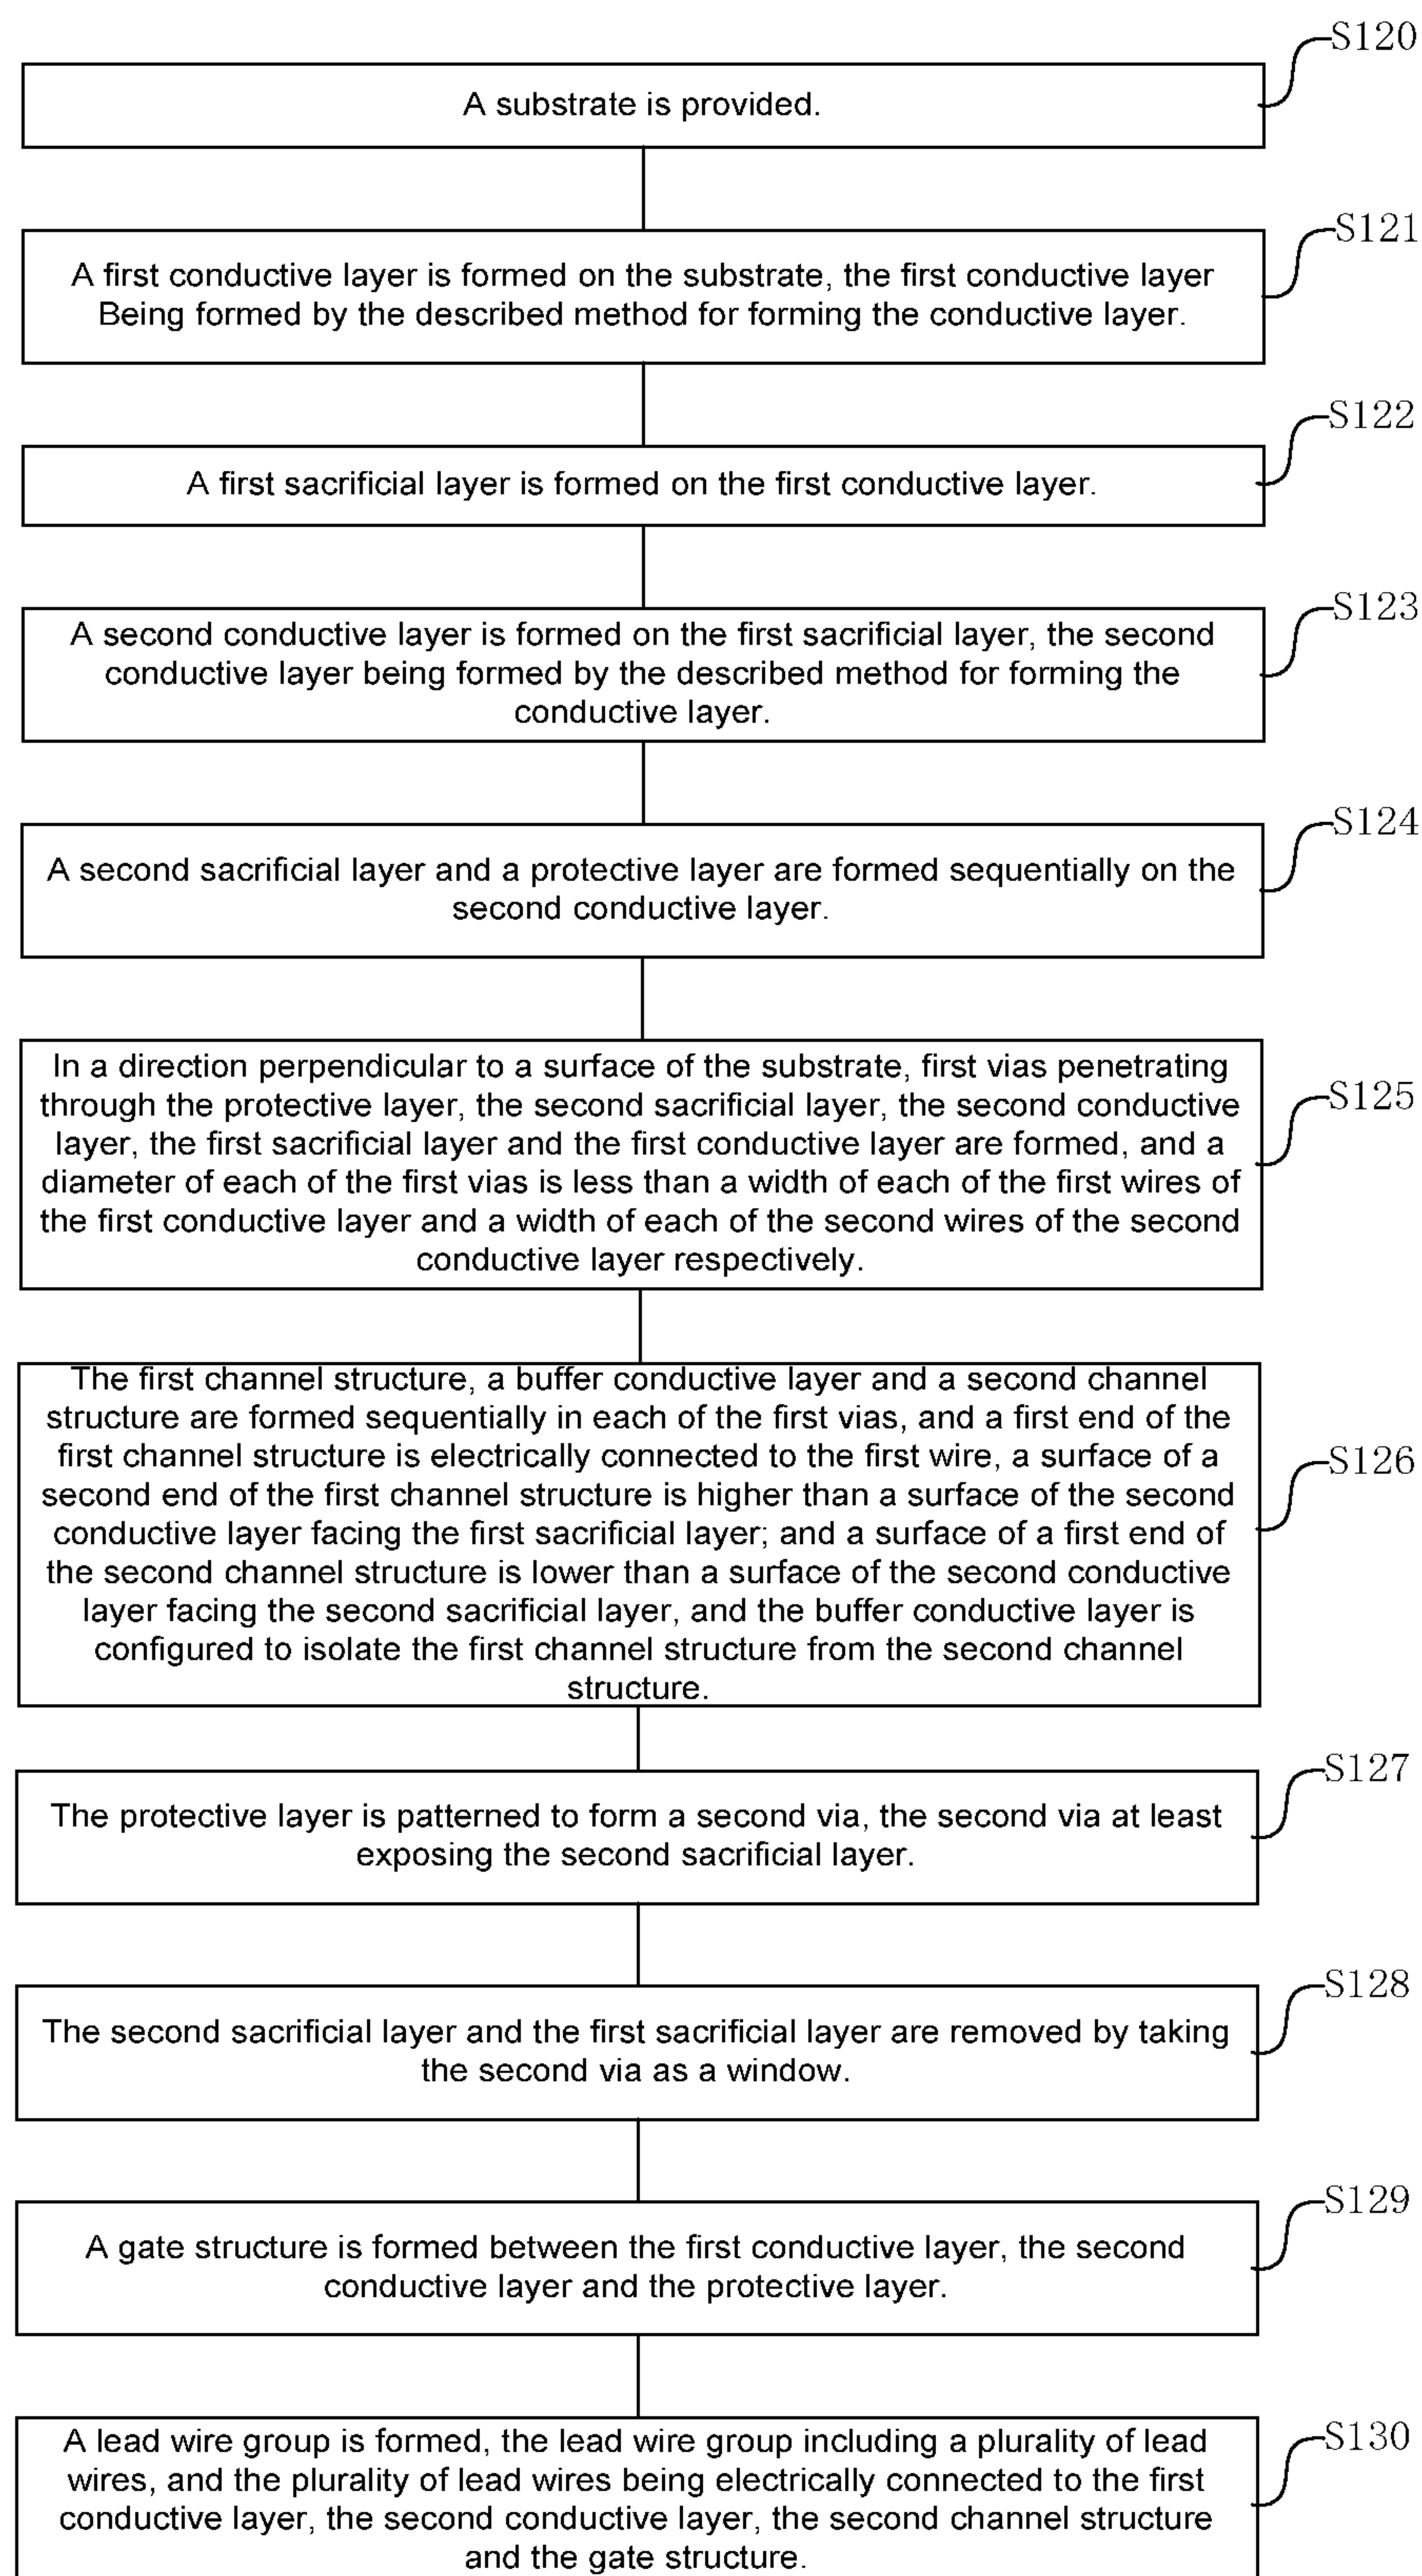 S120
A substrate is provided.
S121
A first conductive layer is formed on the substrate, the first conductive layer
Being formed by the described method for forming the conductive layer.
S122
A first sacrificial layer is formed on the first conductive layer.
S123
A second conductive layer is formed on the first sacrificial layer, the second
conductive layer being formed by the described method for forming the
conductive layer.
S124
A second sacrificial layer and a protective layer are formed sequentially on the
second conductive layer.
S125
In a direction perpendicular to a surface of the substrate, first vias penetrating
through the protective layer, the second sacrificial layer, the second conductive
layer, the first sacrificial layer and the first conductive layer are formed, and a
diameter of each of the first vias is less than a width of each of the first wires of
the first conductive layer and a width of each of the second wires of the second
conductive layer respectively.
S126
The first channel structure, a buffer conductive layer and a second channel
structure are formed sequentially in each of the first vias, and a first end of the
first channel structure is electrically connected to the first wire, a surface of a
second end of the first channel structure is higher than a surface of the second
conductive layer facing the first sacrificial layer; and a surface of a first end of
the second channel structure is lower than a surface of the second conductive
layer facing the second sacrificial layer, and the buffer conductive layer is
configured to isolate the first channel structure from the second channel
structure.
S127
The protective layer is patterned to form a second via, the second via at least
exposing the second sacrificial layer.
S128
The second sacrificial layer and the first sacrificial layer are removed by taking
the second via as a window.
S129
A gate structure is formed between the first conductive layer, the second
conductive layer and the protective layer.
S130
A lead wire group is formed, the lead wire group including a plurality of lead
wires, and the plurality of lead wires being electrically connected to the first
conductive layer, the second conductive layer, the second channel structure
and the gate structure.